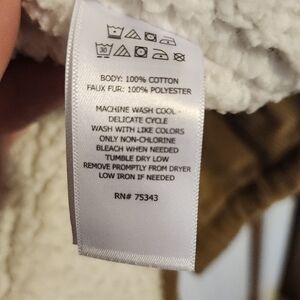 30
BODY: 100% COTTON
FAUX FUR: 100% POLYESTER
MACHINE WASH COOL -
DELICATE CYCLE
WASH WITH LIKE COLORS
ONLY NON-CHLORINE
BLEACH WHEN NEEDED
TUMBLE DRY LOW
REMOVE PROMPTLY FROM DRYER
LOW IRON IF NEEDED
RN# 75343